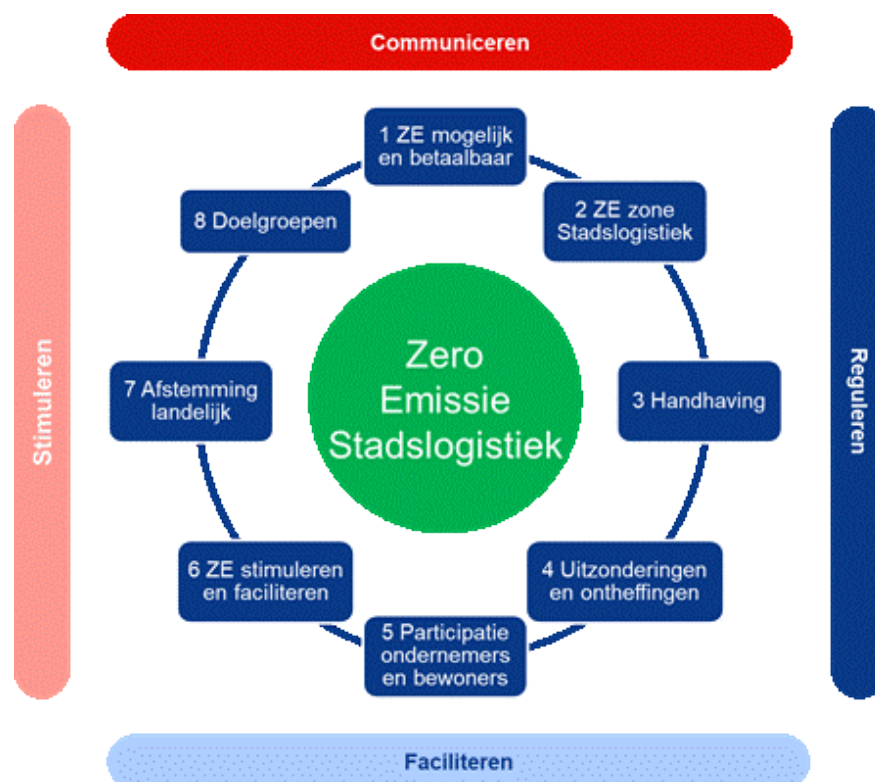 Communiceren
1 ZE mogelijk
en betaalbaar
2 ZE zone
Stadslogistiek
3 Handhaving
4 Uitzonderingen
en ontheffingen
5 Participatie
ondernemers
en bewoners
6 ZE stimuleren
en faciliteren
7 Afstemming
landelijk
8 Doelgroepen
Zero
Emissie
Stadslogistiek
Stimuleren
Reguleren
Faciliteren